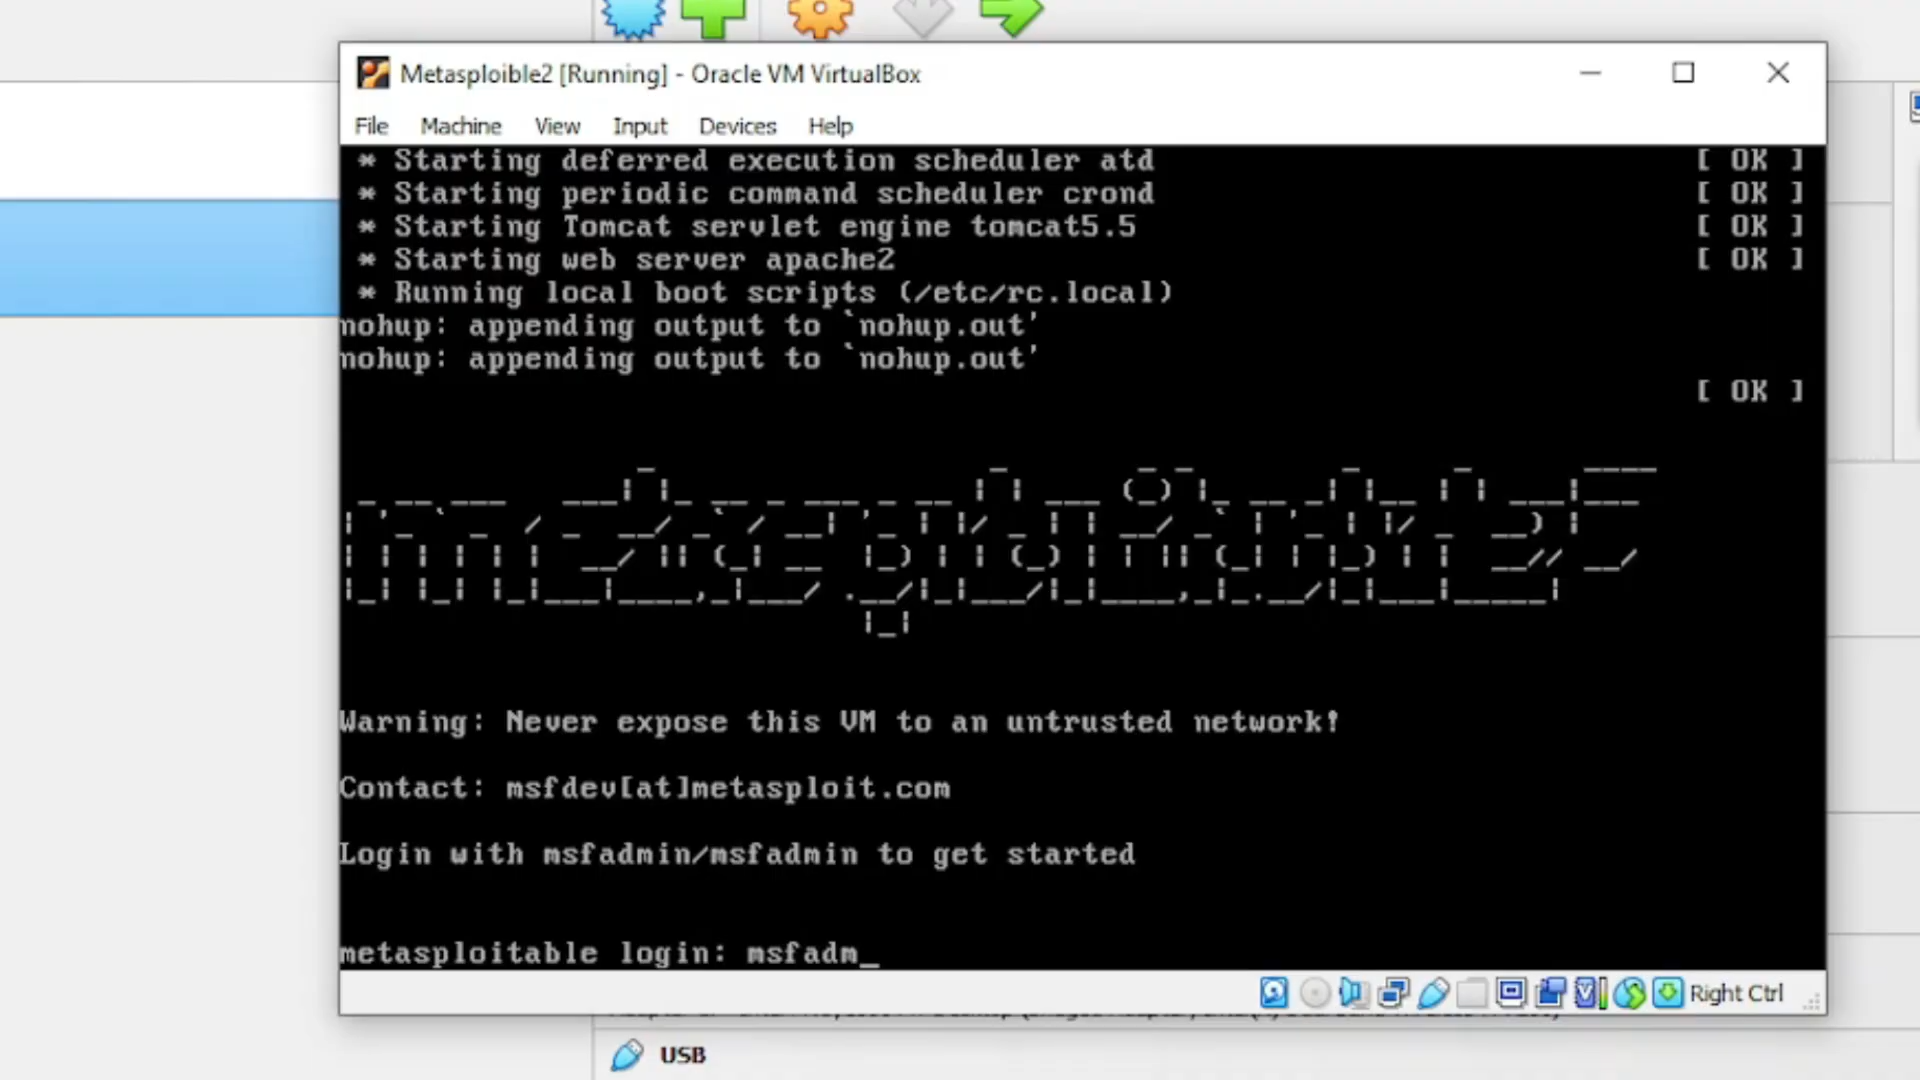 Metasploible2 [Running] - Oracle VM VirtualBox
File Machine View Input Devices Help
* Starting deferred execution scheduler atd [ OK ]
* Starting periodic command scheduler crond [ OK ]
* Starting Tomcat servlet engine tomcat5.5 [ OK ]
* Starting web server apache2 [ OK ]
* Running local boot scripts (/etc/rc.local)
nohup: appending output to `nohup.out'
nohup: appending output to `nohup.out'
[ OK ]
metasploitable2
Warning: Never expose this VM to an untrusted network!
Contact: msfdev[at]metasploit.com
Login with msfadmin/msfadmin to get started
metasploitable login: msfadm_
Right Ctrl
USB